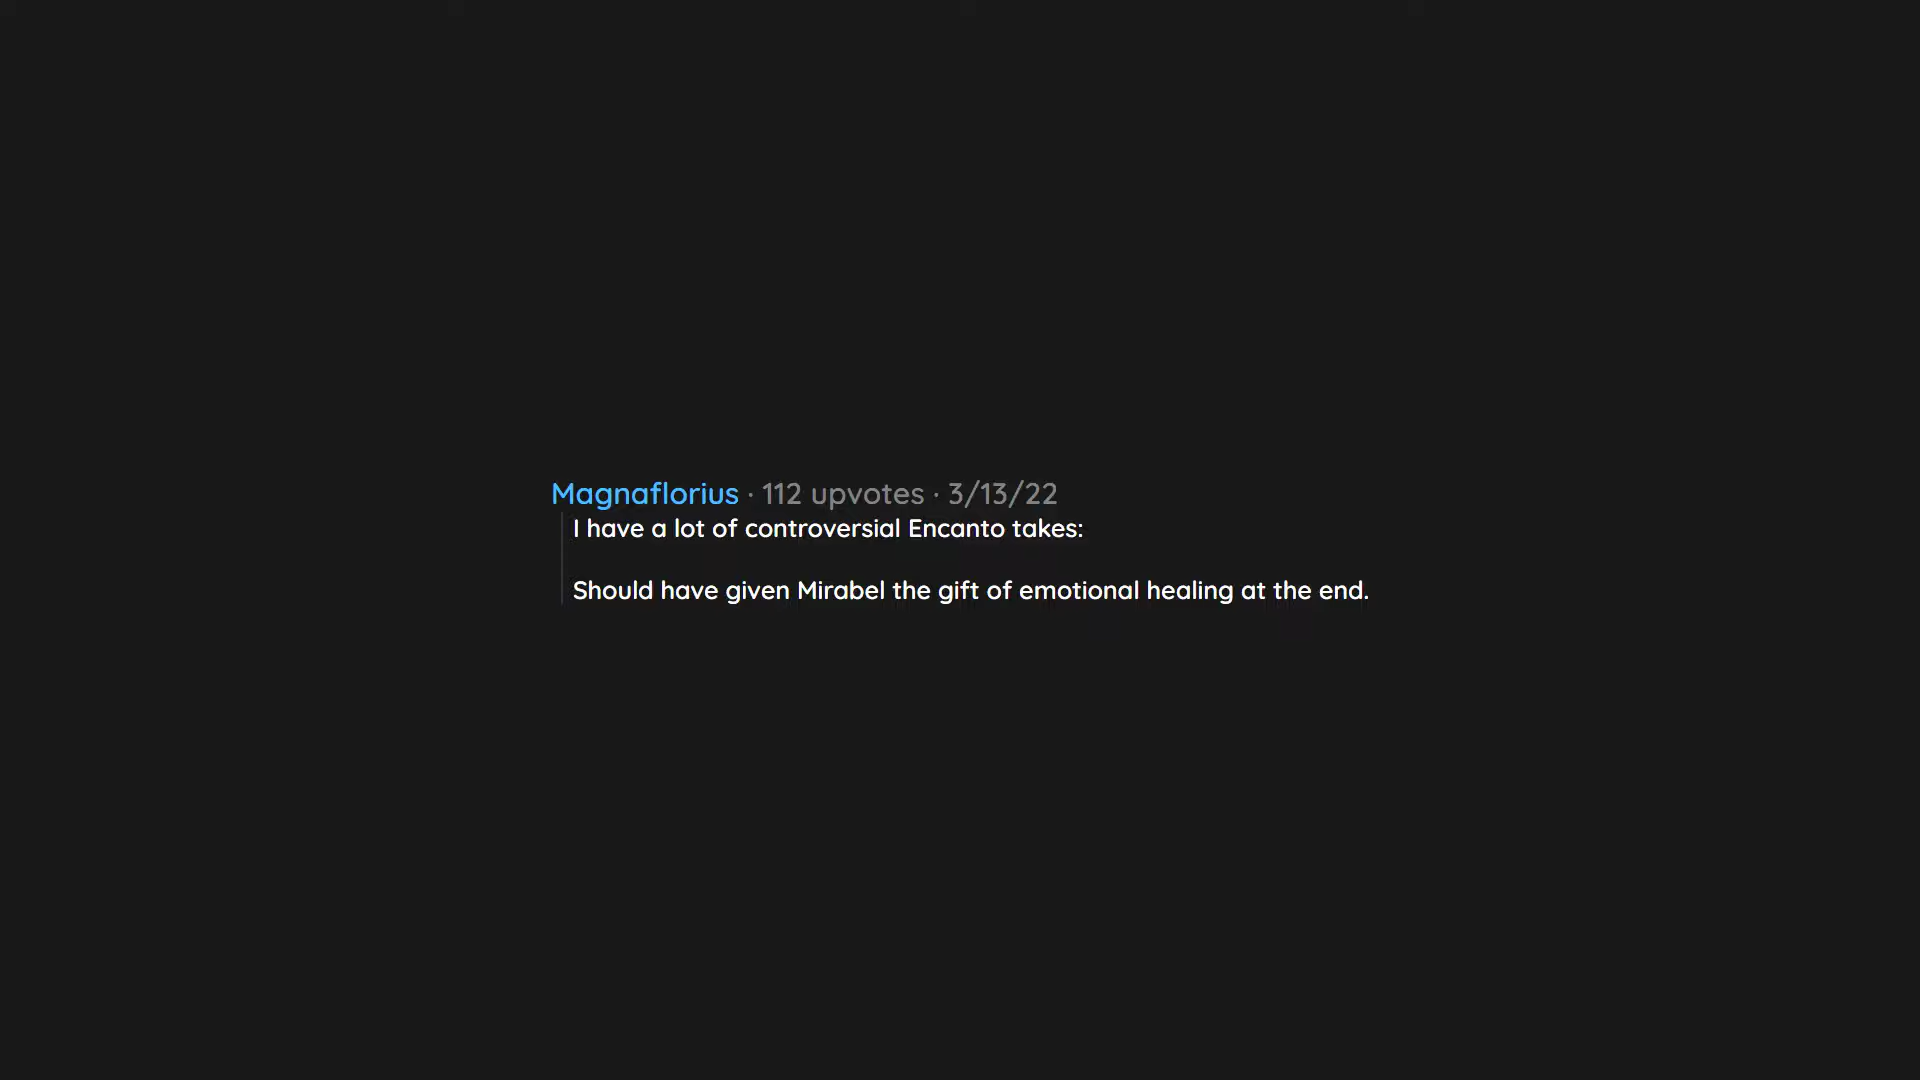 Magnaflorius · 112 upvotes · 3/13/22
I have a lot of controversial Encanto takes:
Should have given Mirabel the gift of emotional healing at the end.